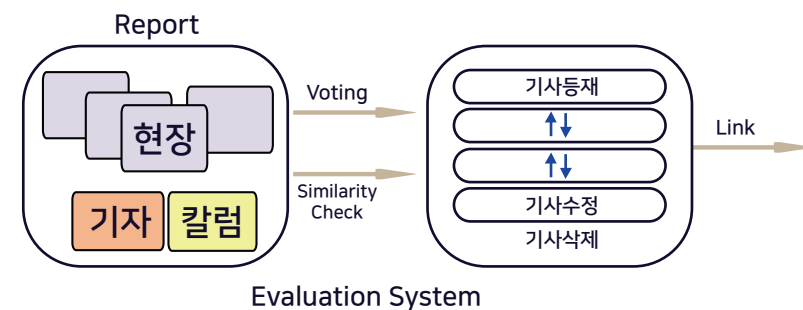 Report
현장
기자
칼럼
Voting
Similarity
Check
기사등재
기사수정
기사삭제
Link
Evaluation System